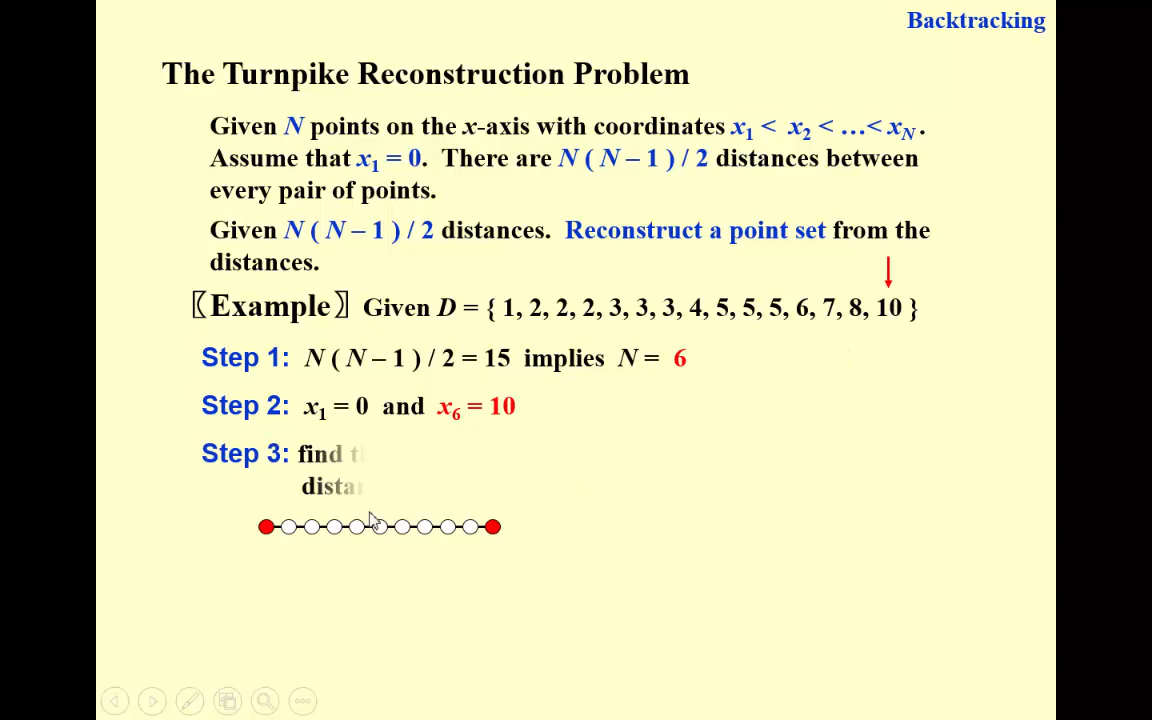 Backtracking
The Turnpike Reconstruction Problem
Given N points on the x-axis with coordinates x1 < x2 < …< xN .
Assume that x1 = 0. There are N ( N – 1 ) / 2 distances between
every pair of points.
Given N ( N – 1 ) / 2 distances. Reconstruct a point set from the
distances.
〖Example〗 Given D = { 1, 2, 2, 2, 3, 3, 3, 4, 5, 5, 5, 6, 7, 8, 10 }
Step 1: N ( N – 1 ) / 2 = 15 implies N = 6
Step 2: x1 = 0 and x6 = 10
Step 3: find